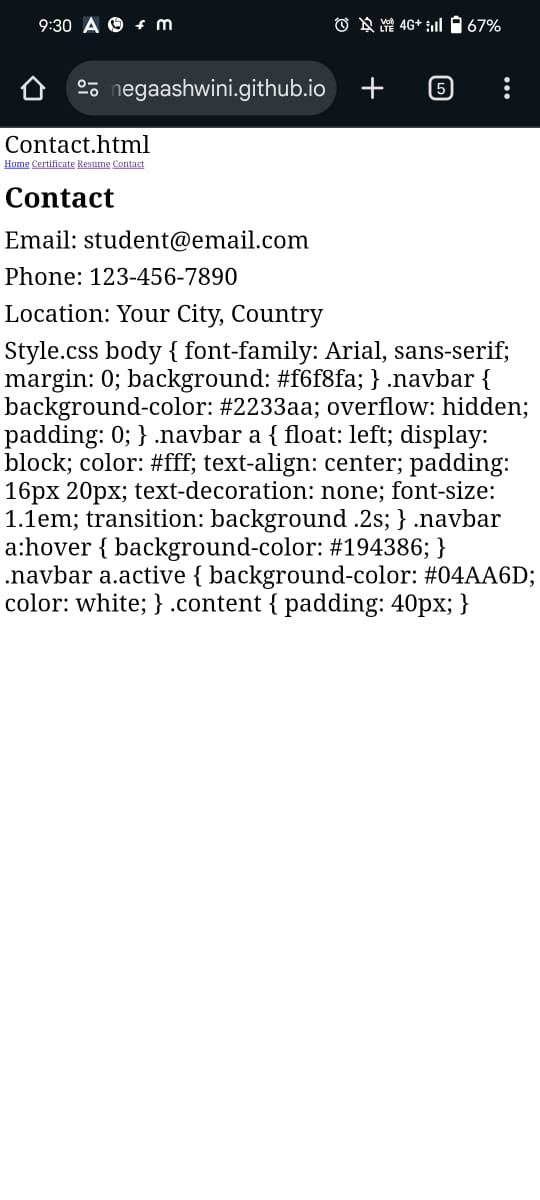 9:30 VoD LTE 4G+ 67%
negaashwini.github.io 5
Contact.html
Home Certificate Resume Contact
Contact
Email: student@email.com
Phone: 123-456-7890
Location: Your City, Country
Style.css body { font-family: Arial, sans-serif;
margin: 0; background: #f6f8fa; } .navbar {
background-color: #2233aa; overflow: hidden;
padding: 0; } .navbar a { float: left; display:
block; color: #fff; text-align: center; padding:
16px 20px; text-decoration: none; font-size:
1.1em; transition: background .2s; } .navbar
a:hover { background-color: #194386; }
.navbar a.active { background-color: #04AA6D;
color: white; } .content { padding: 40px; }